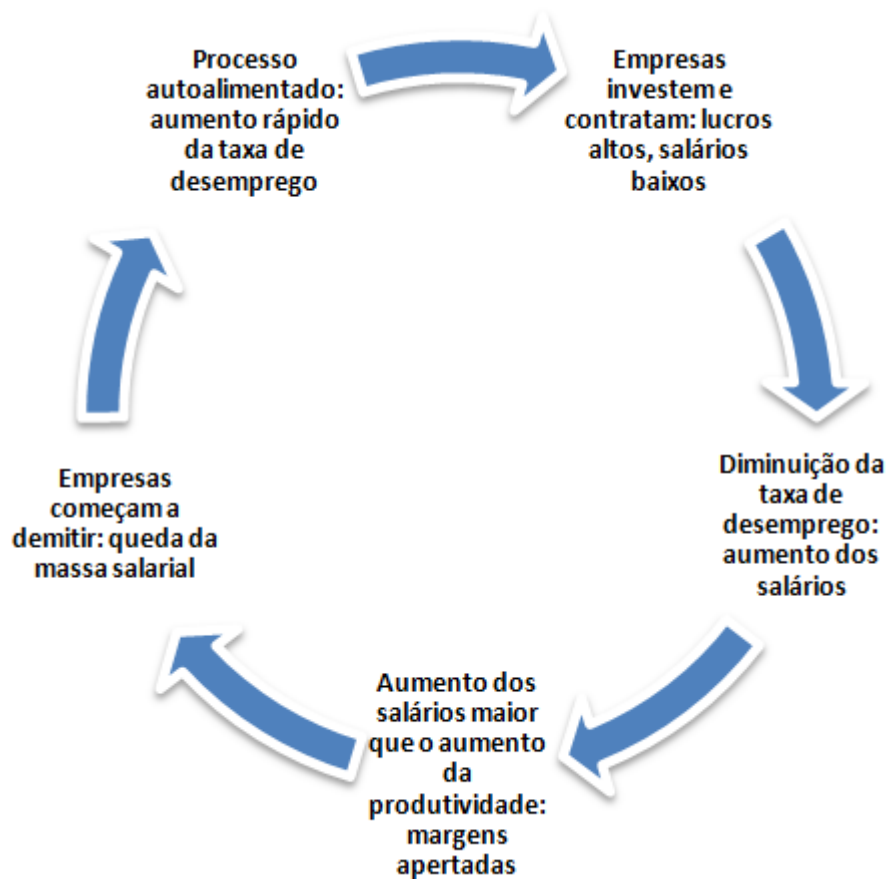 Processo
autoalimentado:
aumento rápido
da taxa de
desemprego
Empresas
investem e
contratam: lucros
altos, salários
baixos
Diminuição da
taxa de
desemprego:
aumento dos
salários
Aumento dos
salários maior
que o aumento
da
produtividade:
margens
apertadas
Empresas
começam a
demitir: queda da
massa salarial